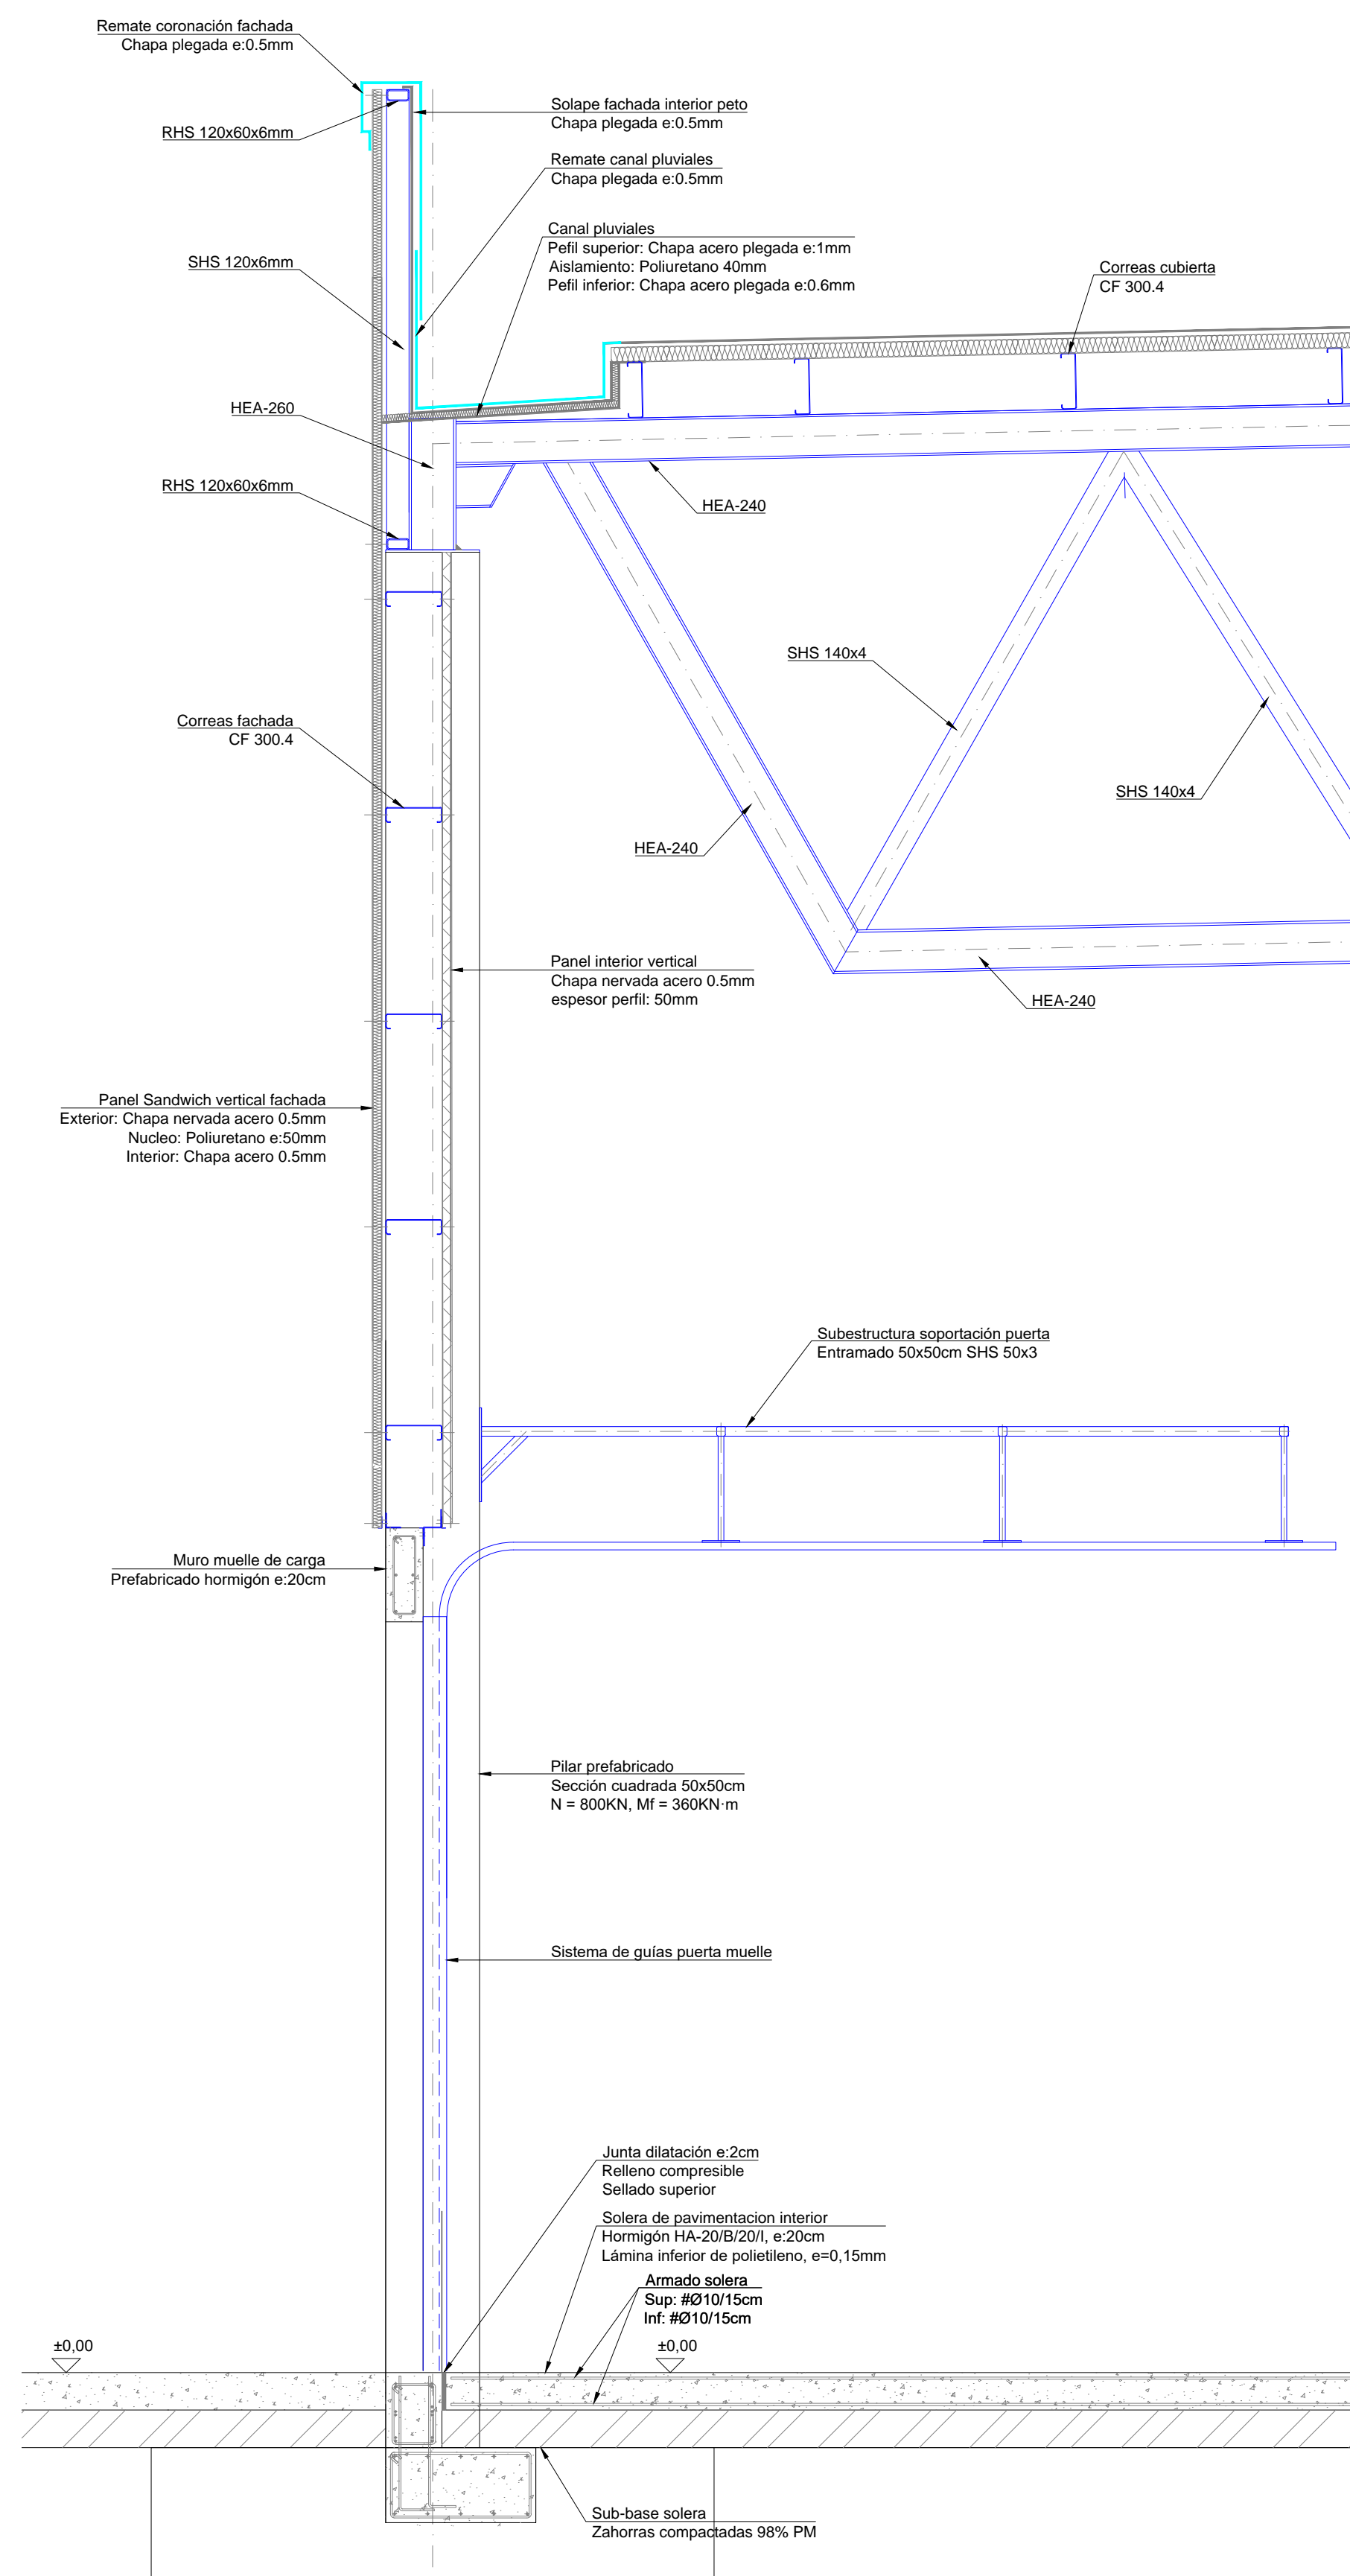 Remate coronación fachada
Chapa plegada e:0.5mm
Solape fachada interior peto
Chapa plegada e:0.5mm
RHS 120x60x6mm
Remate canal pluviales
Chapa plegada e:0.5mm
Canal pluviales
Pefil superior: Chapa acero plegada e:1mm
Aislamiento: Poliuretano 40mm
Pefil inferior: Chapa acero plegada e:0.6mm
SHS 120x6mm
Correas cubierta
CF 300.4
HEA-260
RHS 120x60x6mm
HEA-240
SHS 140x4
Correas fachada
CF 300.4
SHS 140x4
HEA-240
Panel interior vertical
Chapa nervada acero 0.5mm
espesor perfil: 50mm
HEA-240
Panel Sandwich vertical fachada
Exterior: Chapa nervada acero 0.5mm
Nucleo: Poliuretano e:50mm
Interior: Chapa acero 0.5mm
Subestructura soportación puerta
Entramado 50x50cm SHS 50x3
Muro muelle de carga
Prefabricado hormigón e:20cm
Pilar prefabricado
Sección cuadrada 50x50cm
N = 800KN, Mf = 360KN·m
Sistema de guías puerta muelle
Junta dilatación e:2cm
Relleno compresible
Sellado superior
Solera de pavimentacion interior
Hormigón HA-20/B/20/I, e:20cm
Lámina inferior de polietileno, e=0,15mm
Armado solera
Sup: #Ø10/15cm
Inf: #Ø10/15cm
±0,00
±0,00
Sub-base solera
Zahorras compactadas 98% PM